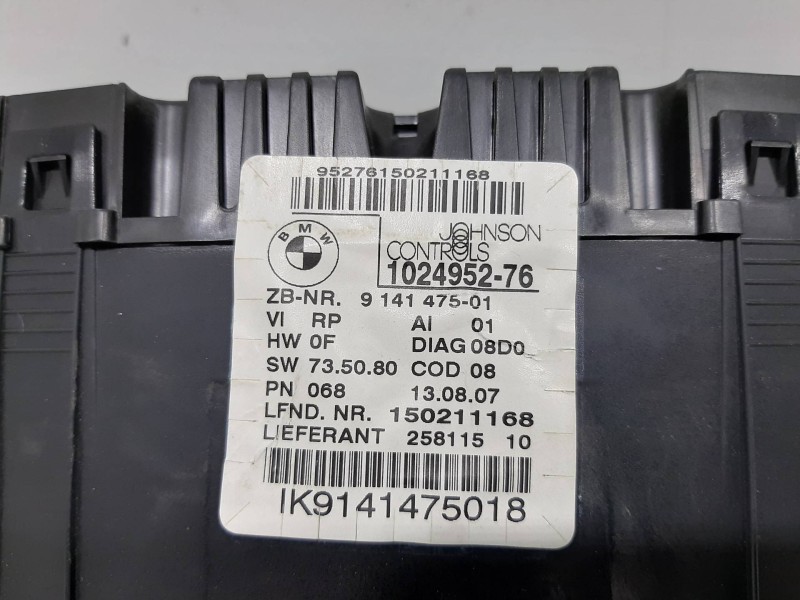 95276150211168
BMW
JOHNSON
CONTROLS
1024952-76
ZB-NR. 9 141 475-01
VI RP AI 01
HW 0F DIAG 08D0
SW 73.50.80 COD 08
PN 068 13.08.07
LFND. NR. 150211168
LIEFERANT 258115 10
IK9141475018